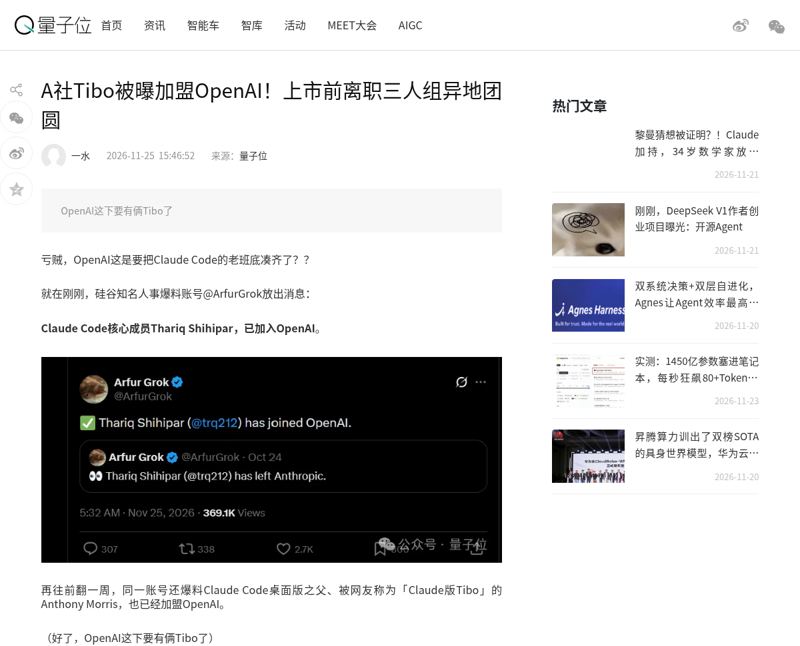 量子位
首页
资讯
智能车
智库
活动
MEET大会
AIGC
A社Tibo被曝加盟OpenAI！上市前离职三人组异地团
圆
一水
2026-11-25 15:46:52
来源：量子位
OpenAI这下要有俩Tibo了
亏贼，OpenAI这是要把Claude Code的老班底凑齐了？？
就在刚刚，硅谷知名人事爆料账号@ArfurGrok放出消息：
Claude Code核心成员Thariq Shihipar，已加入OpenAI。
Arfur Grok
@ArfurGrok
✅ Thariq Shihipar (@trq212) has joined OpenAI.
Arfur Grok @ArfurGrok · Oct 24
👀 Thariq Shihipar (@trq212) has left Anthropic.
5:32 AM · Nov 25, 2026 · 369.1K Views
307
338
2.7K
公众号 · 量子位
再往前翻一周，同一账号还爆料Claude Code桌面版之父、被网友称为「Claude版Tibo」的
Anthony Morris，也已经加盟OpenAI。
（好了，OpenAI这下要有俩Tibo了）
热门文章
黎曼猜想被证明？！Claude
加持，34岁数学家放…
2026-11-21
刚刚，DeepSeek V1作者创
业项目曝光：开源Agent
2026-11-21
Agnes Harness
Built for trust. Made for the real world
双系统决策+双层自进化，
Agnes让Agent效率最高…
2026-11-20
实测：1450亿参数塞进笔记
本，每秒狂飙80+Token…
2026-11-23
昇腾算力训出了双榜SOTA
的具身世界模型，华为云…
2026-11-20